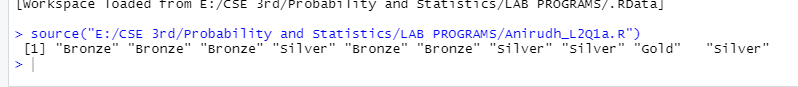 [Workspace loaded from E:/CSE 3rd/Probability and Statistics/LAB PROGRAMS/.RData]
> source("E:/CSE 3rd/Probability and Statistics/LAB PROGRAMS/Anirudh_L2Q1a.R")
[1] "Bronze" "Bronze" "Bronze" "Silver" "Bronze" "Bronze" "Silver" "Silver" "Gold" "Silver"
>